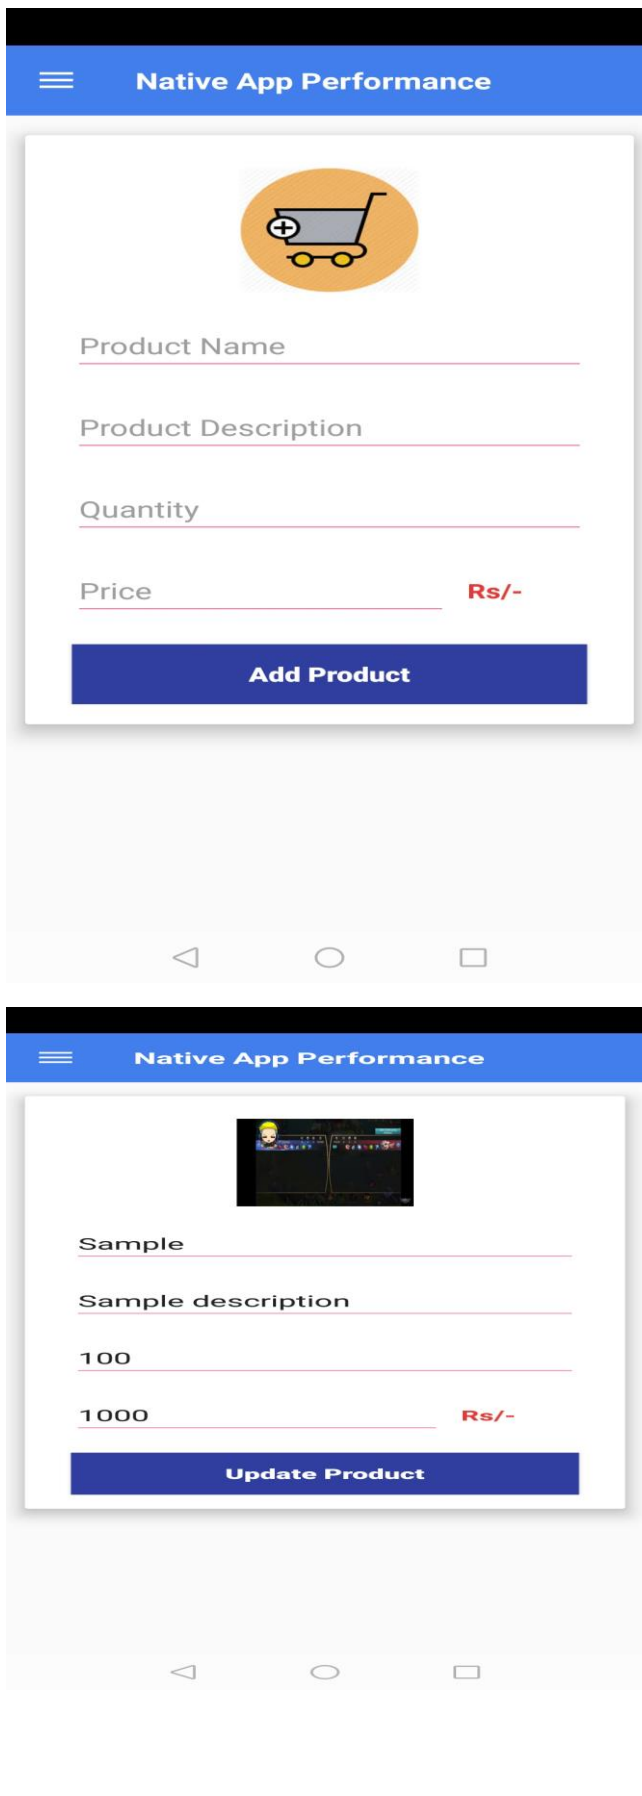 Native App Performance
Product Name
Product Description
Quantity
Price Rs/-
Add Product
Native App Performance
Sample
Sample description
100
1000 Rs/-
Update Product